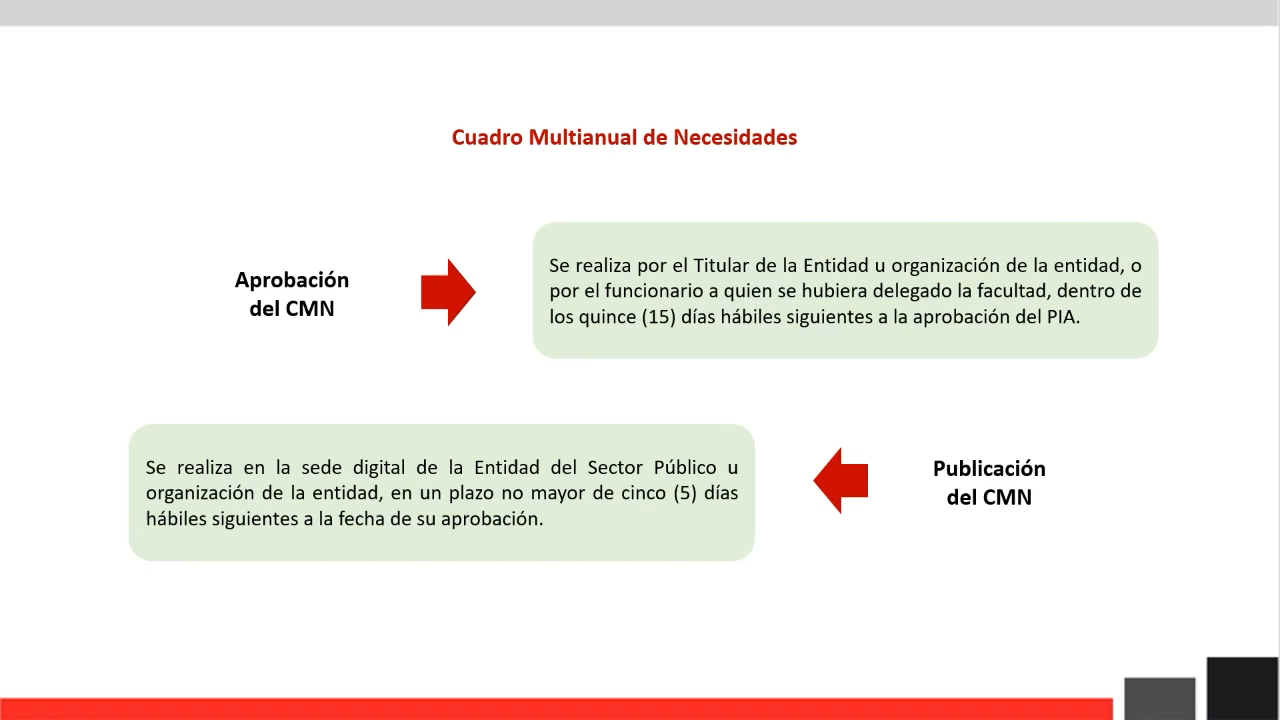 Cuadro Multianual de Necesidades
Aprobación
del CMN
Se realiza por el Titular de la Entidad u organización de la entidad, o
por el funcionario a quien se hubiera delegado la facultad, dentro de
los quince (15) días hábiles siguientes a la aprobación del PIA.
Se realiza en la sede digital de la Entidad del Sector Público u
organización de la entidad, en un plazo no mayor de cinco (5) días
hábiles siguientes a la fecha de su aprobación.
Publicación
del CMN